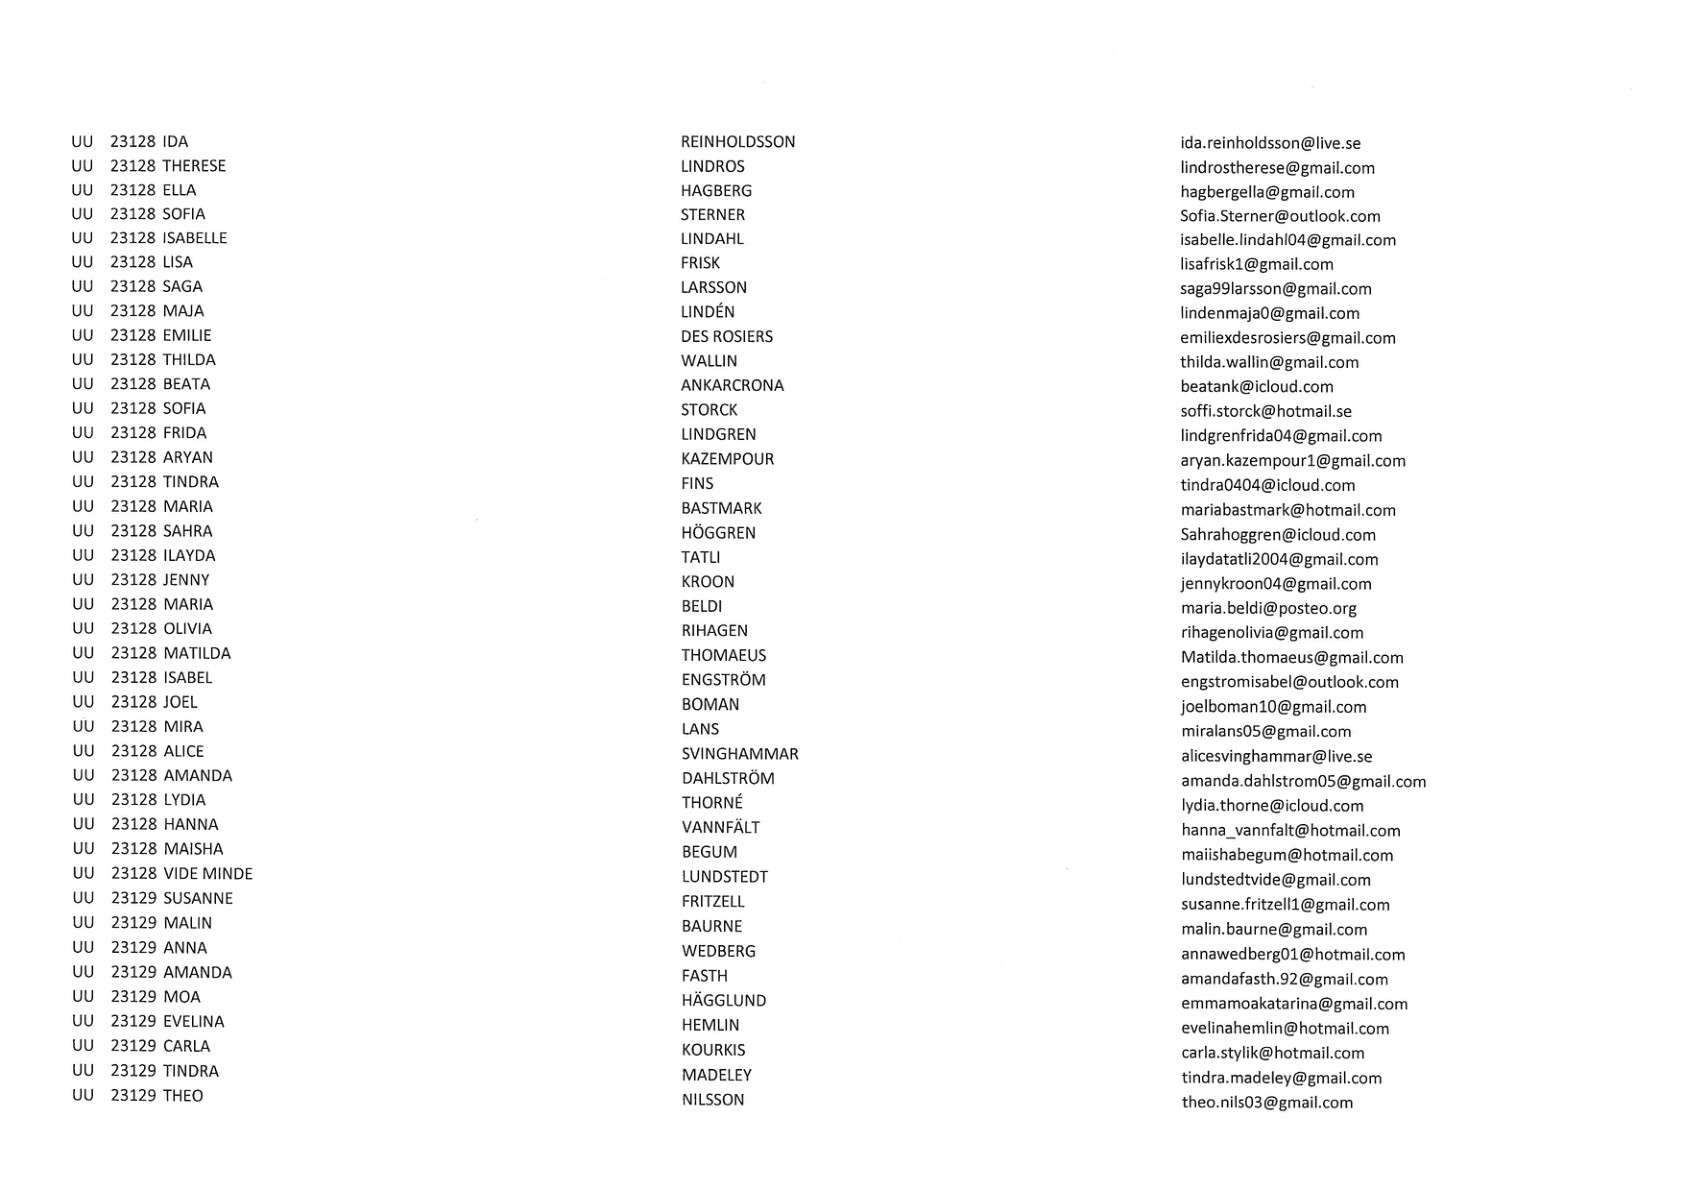 UU 23128 IDA REINHOLDSSON ida.reinholdsson@live.se
UU 23128 THERESE LINDROS lindrostherese@gmail.com
UU 23128 ELLA HAGBERG hagbergella@gmail.com
UU 23128 SOFIA STERNER Sofia.Sterner@outlook.com
UU 23128 ISABELLE LINDAHL isabelle.lindahl04@gmail.com
UU 23128 LISA FRISK lisafrisk1@gmail.com
UU 23128 SAGA LARSSON saga99larsson@gmail.com
UU 23128 MAJA LINDÉN lindenmaja0@gmail.com
UU 23128 EMILIE DES ROSIERS emiliexdesrosiers@gmail.com
UU 23128 THILDA WALLIN thilda.wallin@gmail.com
UU 23128 BEATA ANKARCRONA beatank@icloud.com
UU 23128 SOFIA STORCK soffi.storck@hotmail.se
UU 23128 FRIDA LINDGREN lindgrenfrida04@gmail.com
UU 23128 ARYAN KAZEMPOUR aryan.kazempour1@gmail.com
UU 23128 TINDRA FINS tindra0404@icloud.com
UU 23128 MARIA BASTMARK mariabastmark@hotmail.com
UU 23128 SAHRA HÖGGREN Sahrahoggren@icloud.com
UU 23128 ILAYDA TATLI ilaydatatli2004@gmail.com
UU 23128 JENNY KROON jennykroon04@gmail.com
UU 23128 MARIA BELDI maria.beldi@posteo.org
UU 23128 OLIVIA RIHAGEN rihagenolivia@gmail.com
UU 23128 MATILDA THOMAEUS Matilda.thomaeus@gmail.com
UU 23128 ISABEL ENGSTRÖM engstromisabel@outlook.com
UU 23128 JOEL BOMAN joelboman10@gmail.com
UU 23128 MIRA LANS miralans05@gmail.com
UU 23128 ALICE SVINGHAMMAR alicesvinghammar@live.se
UU 23128 AMANDA DAHLSTRÖM amanda.dahlstrom05@gmail.com
UU 23128 LYDIA THORNÉ lydia.thorne@icloud.com
UU 23128 HANNA VANNFÄLT hanna_vannfalt@hotmail.com
UU 23128 MAISHA BEGUM maiishabegum@hotmail.com
UU 23128 VIDE MINDE LUNDSTEDT lundstedtvide@gmail.com
UU 23129 SUSANNE FRITZELL susanne.fritzell1@gmail.com
UU 23129 MALIN BAURNE malin.baurne@gmail.com
UU 23129 ANNA WEDBERG annawedberg01@hotmail.com
UU 23129 AMANDA FASTH amandafasth.92@gmail.com
UU 23129 MOA HÄGGLUND emmamoakatarina@gmail.com
UU 23129 EVELINA HEMLIN evelinahemlin@hotmail.com
UU 23129 CARLA KOURKIS carla.stylik@hotmail.com
UU 23129 TINDRA MADELEY tindra.madeley@gmail.com
UU 23129 THEO NILSSON theo.nils03@gmail.com